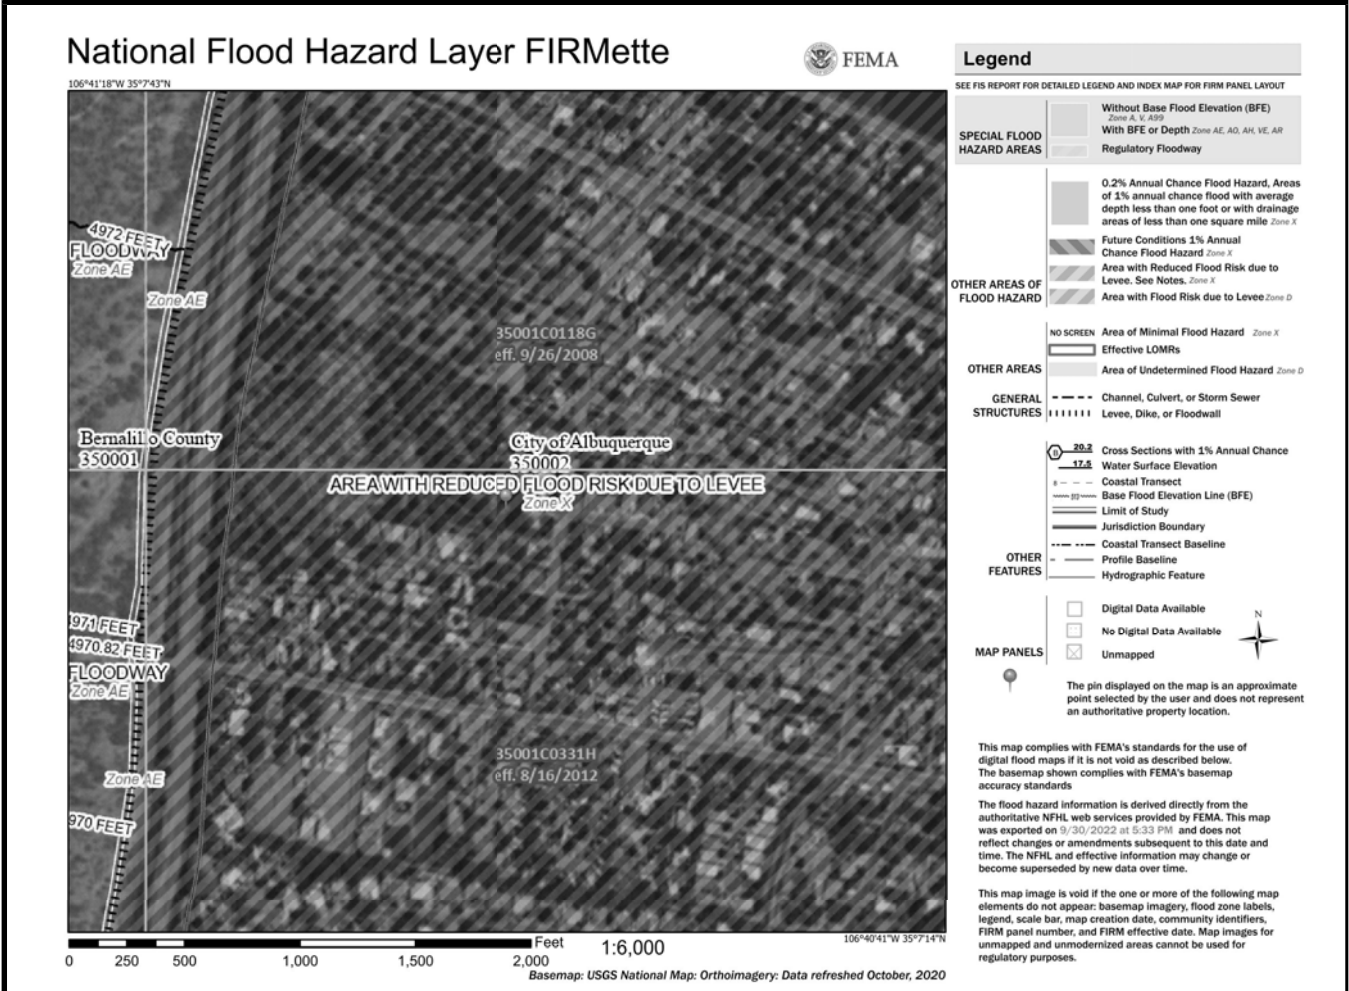 National Flood Hazard Layer FIRMette
FEMA
106°41'18"W 35°7'43"N
4972 FEET
FLOODWAY
Zone AE
Zone AE
35001C0118G
eff. 9/26/2008
Bernalillo County
350001
City of Albuquerque
350002
AREA WITH REDUCED FLOOD RISK DUE TO LEVEE
Zone X
4971 FEET
4970.82 FEET
FLOODWAY
Zone AE
35001C0331H
eff. 8/16/2012
Zone AE
970 FEET
106°40'41"W 35°7'14"N
Feet
1:6,000
0 250 500 1,000 1,500 2,000
Basemap: USGS National Map: Orthoimagery: Data refreshed October, 2020
Legend
SEE FIS REPORT FOR DETAILED LEGEND AND INDEX MAP FOR FIRM PANEL LAYOUT
SPECIAL FLOOD
HAZARD AREAS
Without Base Flood Elevation (BFE)
Zone A, V, A99
With BFE or Depth Zone AE, AO, AH, VE, AR
Regulatory Floodway
0.2% Annual Chance Flood Hazard, Areas
of 1% annual chance flood with average
depth less than one foot or with drainage
areas of less than one square mile Zone X
Future Conditions 1% Annual
Chance Flood Hazard Zone X
Area with Reduced Flood Risk due to
Levee. See Notes. Zone X
Area with Flood Risk due to Levee Zone D
OTHER AREAS OF
FLOOD HAZARD
NO SCREEN Area of Minimal Flood Hazard Zone X
Effective LOMRs
OTHER AREAS
Area of Undetermined Flood Hazard Zone D
GENERAL
STRUCTURES
Channel, Culvert, or Storm Sewer
Levee, Dike, or Floodwall
B 20.2 Cross Sections with 1% Annual Chance
17.5 Water Surface Elevation
8 Coastal Transect
513 Base Flood Elevation Line (BFE)
Limit of Study
Jurisdiction Boundary
Coastal Transect Baseline
OTHER
FEATURES
Profile Baseline
Hydrographic Feature
Digital Data Available
No Digital Data Available
MAP PANELS
Unmapped
N
The pin displayed on the map is an approximate
point selected by the user and does not represent
an authoritative property location.
This map complies with FEMA's standards for the use of
digital flood maps if it is not void as described below.
The basemap shown complies with FEMA's basemap
accuracy standards
The flood hazard information is derived directly from the
authoritative NFHL web services provided by FEMA. This map
was exported on 9/30/2022 at 5:33 PM and does not
reflect changes or amendments subsequent to this date and
time. The NFHL and effective information may change or
become superseded by new data over time.
This map image is void if the one or more of the following map
elements do not appear: basemap imagery, flood zone labels,
legend, scale bar, map creation date, community identifiers,
FIRM panel number, and FIRM effective date. Map images for
unmapped and unmodernized areas cannot be used for
regulatory purposes.